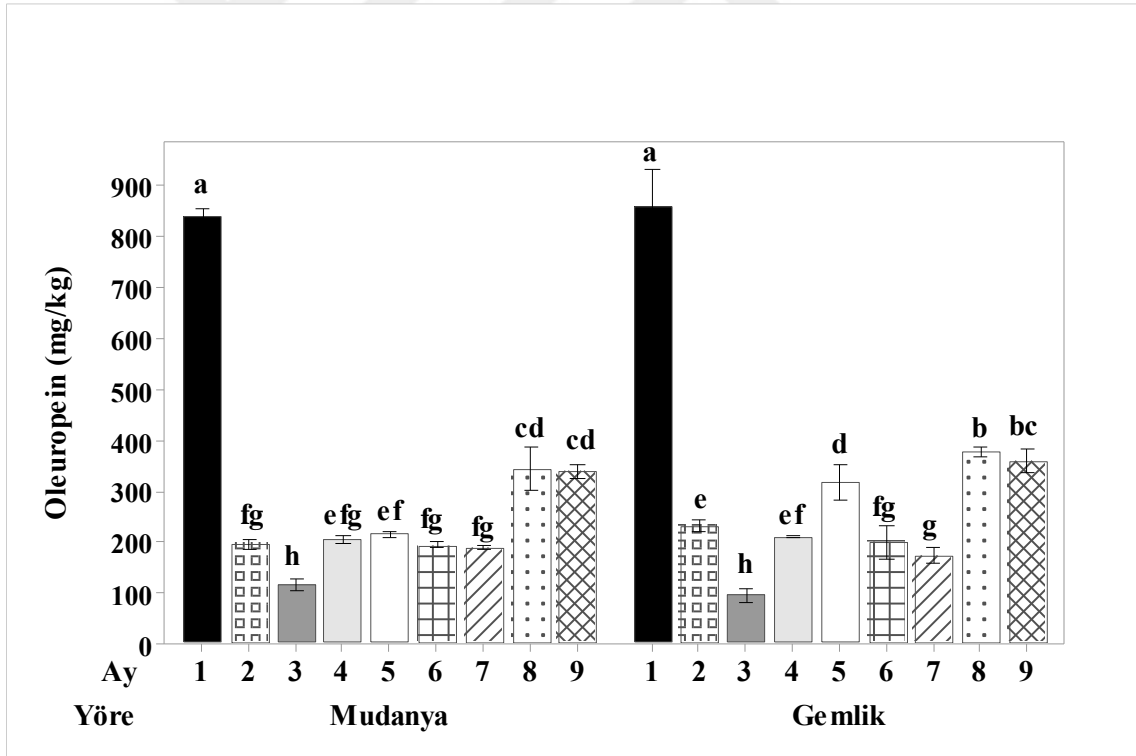 a a
900
800
700
600
500
400
300
200
100
0
Oleuropein (mg/kg)
fg h efg ef fg fg cd cd e h ef d fg g b bc
Ay 1 2 3 4 5 6 7 8 9 1 2 3 4 5 6 7 8 9
Yöre Mudanya Gemlik